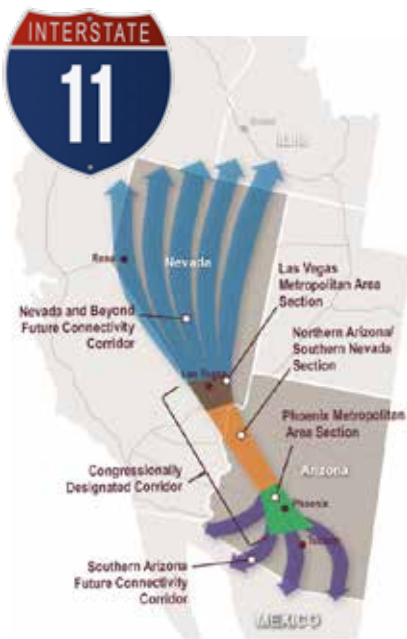 INTERSTATE
11
IDAHO
Nevada
Reno
Las Vegas
Metropolitan Area
Section
Nevada and Beyond
Future Connectivity
Corridor
Northern Arizona/
Southern Nevada
Section
Las Vegas
Phoenix Metropolitan
Area Section
Congressionally
Designated Corridor
Arizona
Phoenix
Tucson
Southern Arizona
Future Connectivity
Corridor
MEXICO